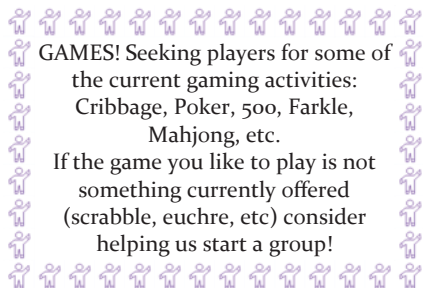 GAMES! Seeking players for some of
the current gaming activities:
Cribbage, Poker, 500, Farkle,
Mahjong, etc.
If the game you like to play is not
something currently offered
(scrabble, euchre, etc) consider
helping us start a group!